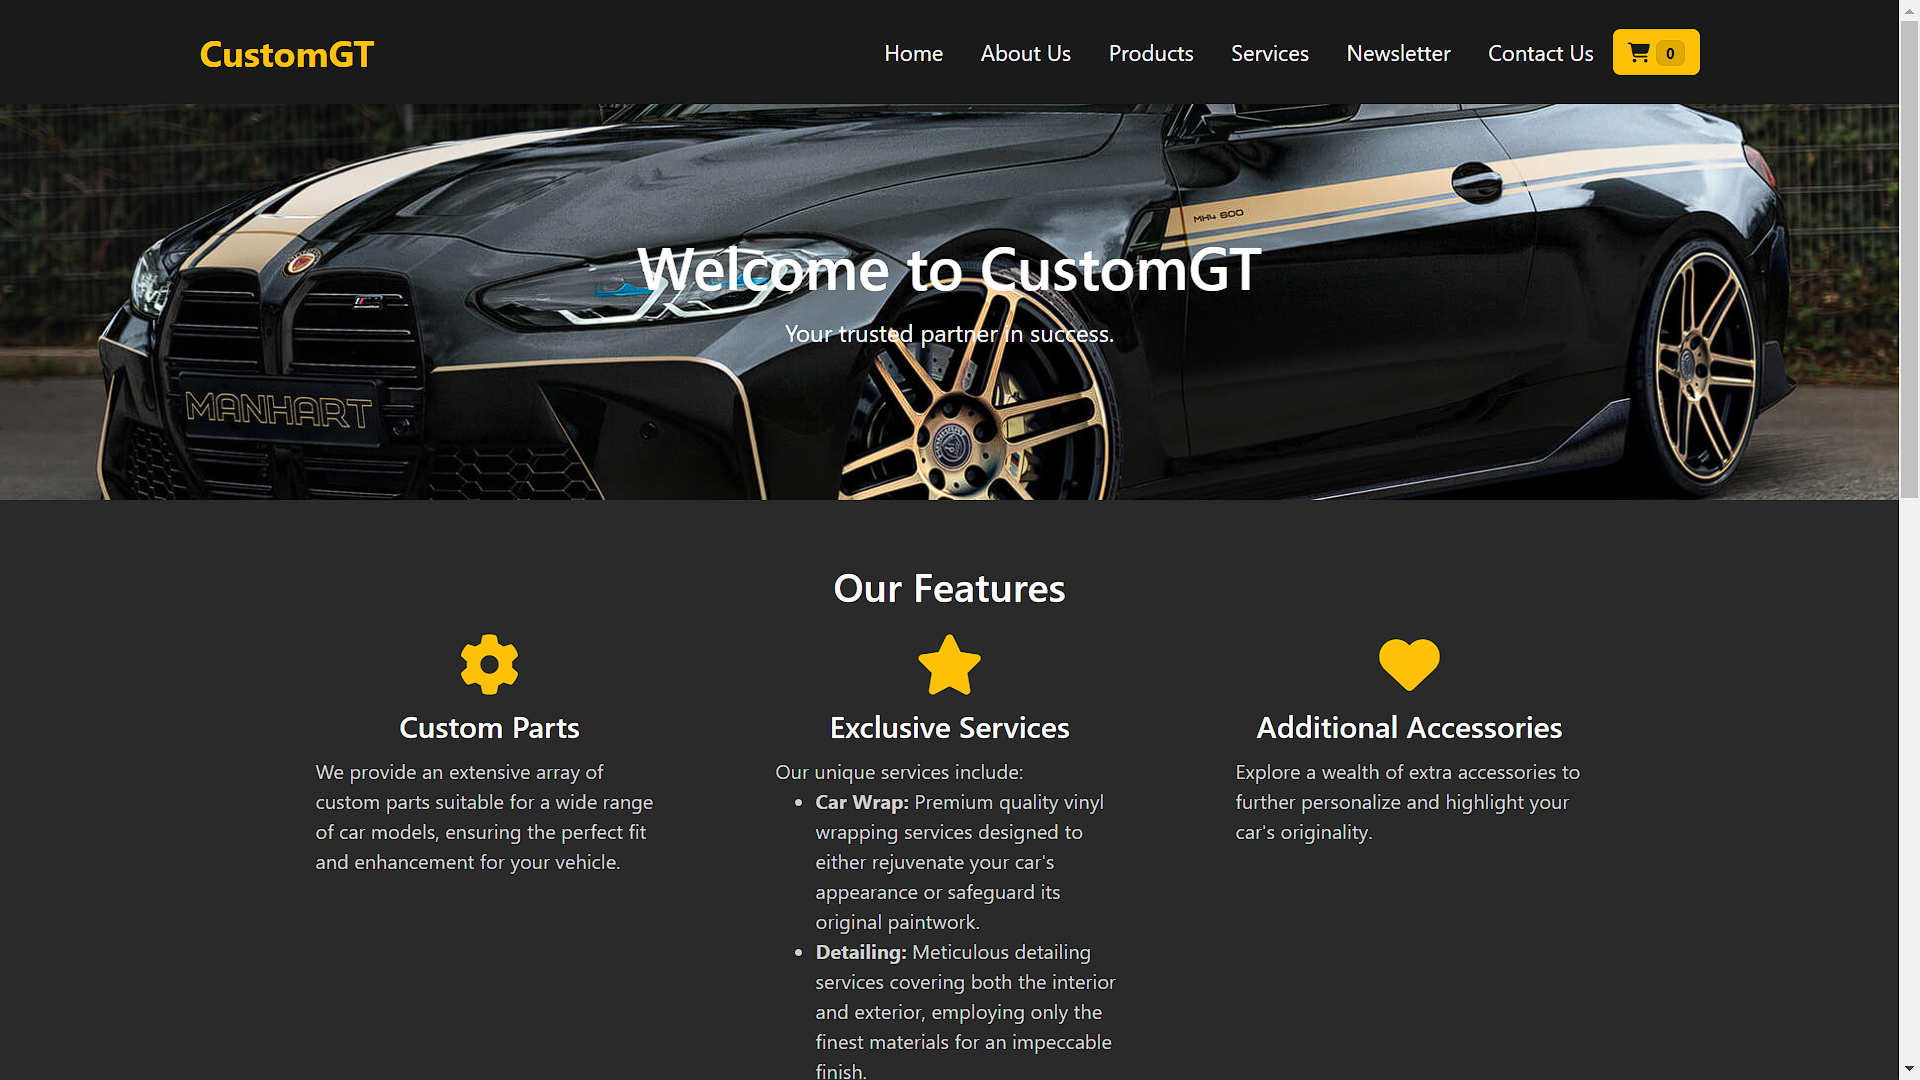 CustomGT
Home About Us Products Services Newsletter Contact Us 0
MH4 600
Welcome to CustomGT
Your trusted partner in success.
MANHART
MANHART
Our Features
Custom Parts
We provide an extensive array of
custom parts suitable for a wide range
of car models, ensuring the perfect fit
and enhancement for your vehicle.
Exclusive Services
Our unique services include:
• Car Wrap: Premium quality vinyl
wrapping services designed to
either rejuvenate your car's
appearance or safeguard its
original paintwork.
• Detailing: Meticulous detailing
services covering both the interior
and exterior, employing only the
finest materials for an impeccable
finish.
Additional Accessories
Explore a wealth of extra accessories to
further personalize and highlight your
car's originality.